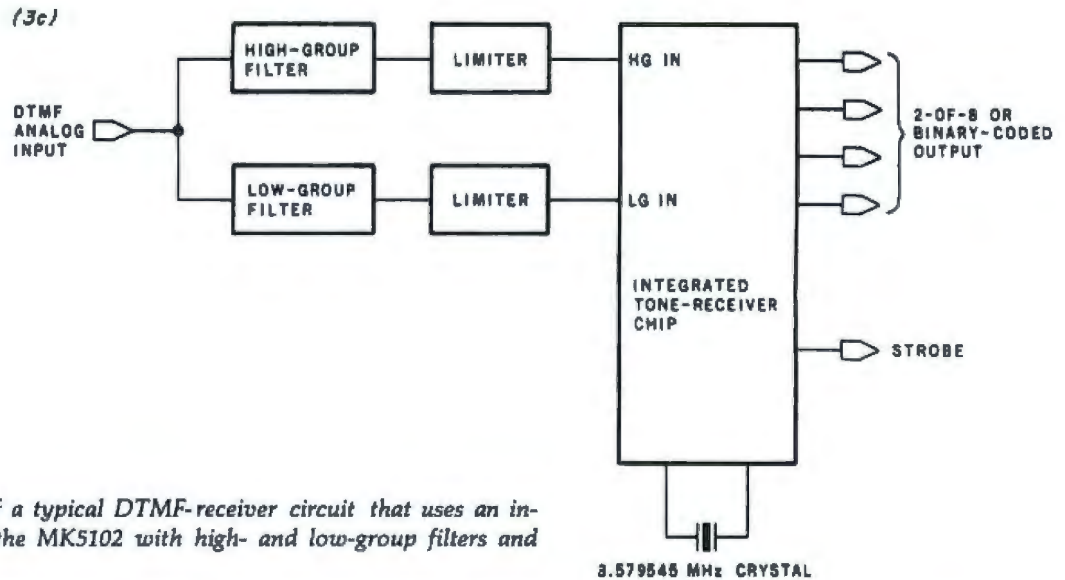 (3c)
HIGH-GROUP
FILTER
LIMITER
HG IN
DTMF
ANALOG
INPUT
2-OF-8 OR
BINARY-CODED
OUTPUT
LOW-GROUP
FILTER
LIMITER
LG IN
INTEGRATED
TONE-RECEIVER
CHIP
STROBE
a typical DTMF-receiver circuit that uses an in-
the MK5102 with high- and low-group filters and
3.579545 MHz CRYSTAL